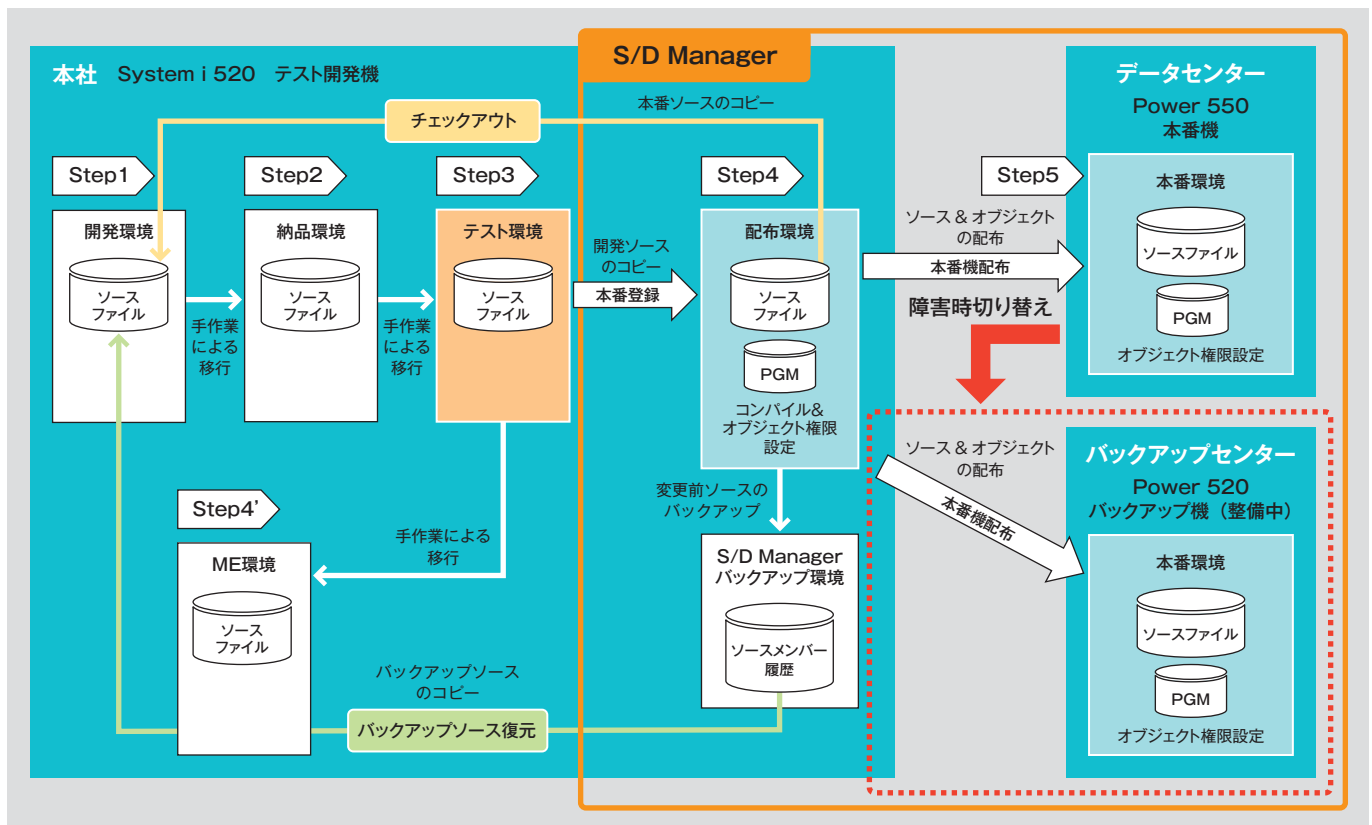 S/D Manager
本社 System i 520 テスト開発機
チェックアウト
本番ソースのコピー
データセンター
Power 550
本番機
Step1
Step2
Step3
Step4
Step5
開発環境
ソース
ファイル
手作業
による
移行
納品環境
ソース
ファイル
手作業
による
移行
テスト環境
ソース
ファイル
開発ソース
のコピー
本番登録
配布環境
ソース
ファイル
PGM
コンパイル&
オブジェクト権限
設定
ソース & オブジェクト
の配布
本番機配布
障害時切り替え
本番環境
ソースファイル
PGM
オブジェクト権限設定
Step4'
ME環境
ソース
ファイル
手作業による
移行
変更前ソースの
バックアップ
S/D Manager
バックアップ環境
ソースメンバー
履歴
バックアップソース
のコピー
バックアップソース復元
ソース & オブジェクト
の配布
本番機配布
バックアップセンター
Power 520
バックアップ機（整備中）
本番環境
ソースファイル
PGM
オブジェクト権限設定